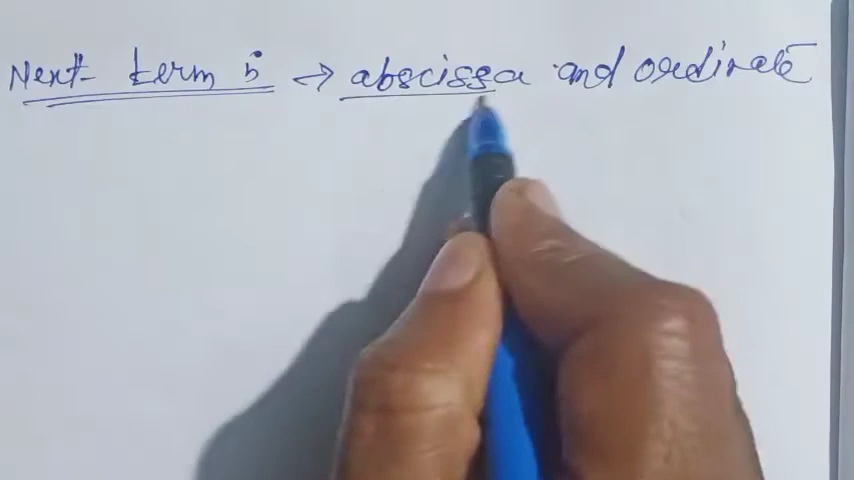 Next term is → abscissa and ordinate